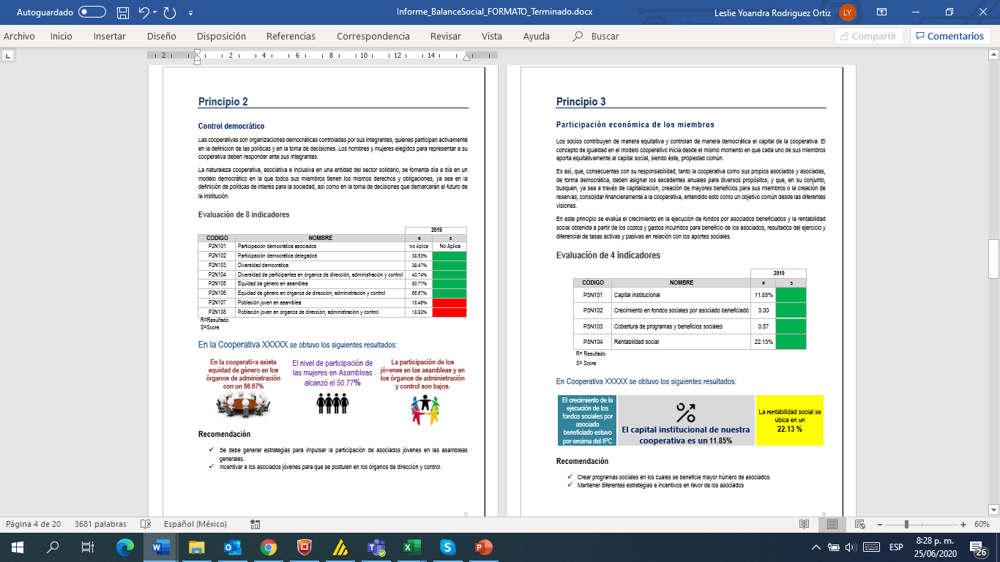 Autoguardado
Informe_BalanceSocial_FORMATO_Terminado.docx
Leslie Yoandra Rodriguez Ortiz LY
Archivo Inicio Insertar Diseño Disposición Referencias Correspondencia Revisar Vista Ayuda Buscar Compartir Comentarios
2 2 4 6 8 10 12 14
Principio 2
Control democrático
Las cooperativas son organizaciones democráticas controladas por sus integrantes, quienes participan activamente
en la definición de las políticas y en la toma de decisiones. Los hombres y mujeres elegidos para representar a su
cooperativa deben responder ante sus integrantes.
La naturaleza cooperativa, asociativa e inclusiva en una entidad del sector solidario, se fomenta día a día en un
modelo democrático en la que todos sus miembros tienen los mismos derechos y obligaciones, ya sea en la
definición de políticas de interés para la sociedad, así como en la toma de decisiones que demarcarán el futuro de
la institución.
Evaluación de 8 indicadores
2019
CODIGO NOMBRE R S
P2N101 Participación democrática asociados No Aplica No Aplica
P2N102 Participación democrática delegados 38.63%
P2N103 Diversidad democrática 39.47%
P2N104 Diversidad de participantes en órganos de dirección, administración y control 40.74%
P2N105 Equidad de género en asamblea 50.77%
P2N106 Equidad de género en órganos de dirección, administración y control 66.67%
P2N107 Población joven en asamblea 18.46%
P2N108 Población joven en órganos de dirección, administración y control 18.52%
R=Resultado
S=Score
En la Cooperativa XXXXX se obtuvo los siguientes resultados:
En la cooperativa existe
equidad de género en los
órganos de administración
con un 66.67%
El nivel de participación de
las mujeres en Asambleas
alcanzó el 50.77%
La participación de los
jóvenes en las asambleas y en
los órganos de administración
y control son bajos.
Recomendación
✓ Se debe generar estrategias para impulsar la participación de asociados jóvenes en las asambleas
generales.
✓ Incentivar a los asociados jóvenes para que se postulen en los órganos de dirección y control.
8
Principio 3
Participación económica de los miembros
Los socios contribuyen de manera equitativa y controlan de manera democrática el capital de la cooperativa. El
concepto de igualdad en el modelo cooperativo inicia desde el mismo momento en que cada uno de sus miembros
aporta equitativamente al capital social, siendo éste, propiedad común.
Es así, que, consecuentes con su responsabilidad, tanto la cooperativa como sus propios asociados y asociadas,
de forma democrática, deben asignar los excedentes anuales para diversos propósitos; y que, en su conjunto,
busquen, ya sea a través de capitalización, creación de mayores beneficios para sus miembros o la creación de
reservas; consolidar financieramente a la cooperativa, entendido esto como un objetivo común desde las diferentes
visiones.
En este principio se evalúa el crecimiento en la ejecución de fondos por asociados beneficiados y la rentabilidad
social obtenida a partir de los costos y gastos incurridos para beneficio de los asociados, resultados del ejercicio y
diferencial de tasas activas y pasivas en relación con los aportes sociales.
Evaluación de 4 indicadores
2019
CÓDIGO NOMBRE R S
P3N101 Capital institucional 11.85%
P3N102 Crecimiento en fondos sociales por asociado beneficiado 3.00
P3N103 Cobertura de programas y beneficios sociales 0.57
P3N104 Rentabilidad social 22.13%
R= Resultado
S= Score
En Cooperativa XXXXX se obtuvo los siguientes resultados:
El crecimiento de la
ejecución de los
fondos sociales por
asociado
beneficiado estuvo
por encima del IPC
El capital institucional de nuestra
cooperativa es un 11.85%
La rentabilidad social se
ubica en un
22.13 %
Recomendación
✓ Crear programas sociales en los cuales se beneficie mayor número de asociados.
✓ Mantener diferentes estrategias e incentivos en favor de los asociados
9
Página 4 de 20 3681 palabras Español (México) 60%
ESP 8:28 p. m.
25/06/2020
26